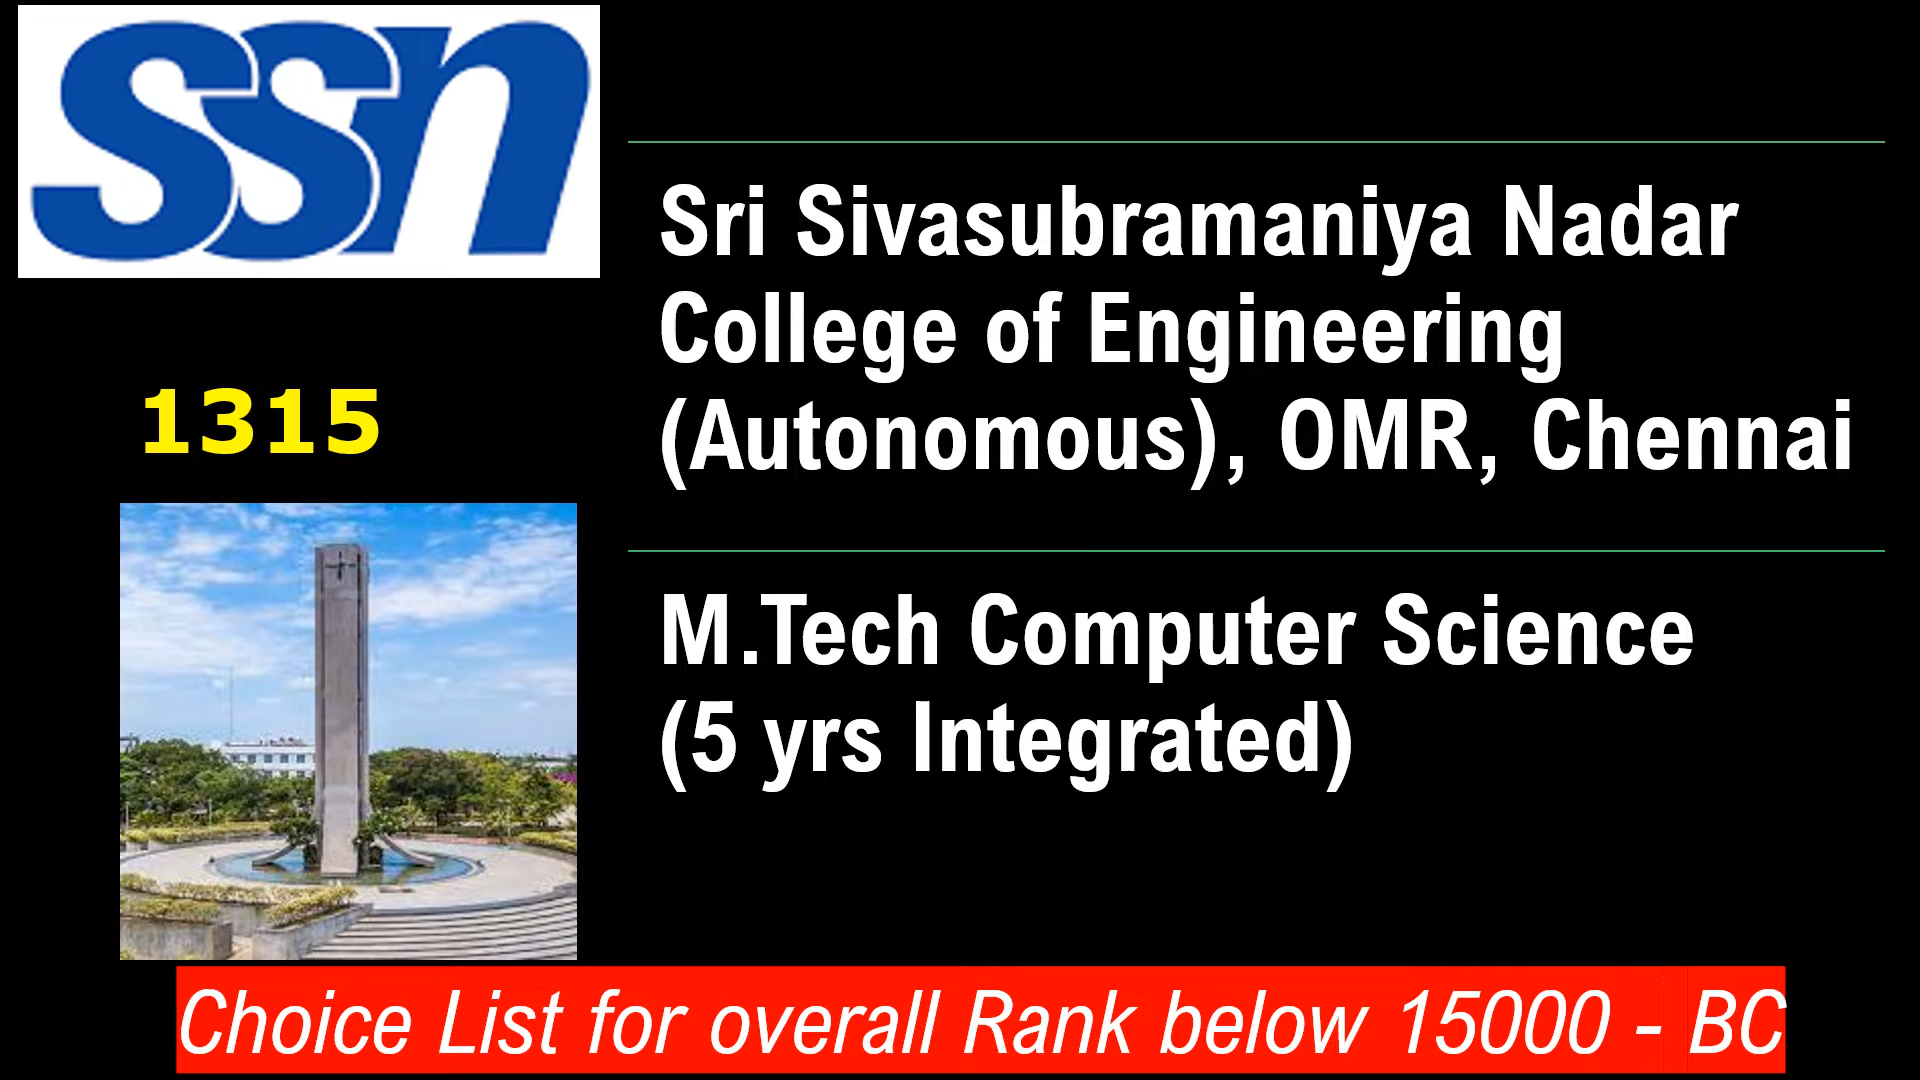 ssn
Sri Sivasubramaniya Nadar
College of Engineering
(Autonomous), OMR, Chennai
1315
M.Tech Computer Science
(5 yrs Integrated)
Choice List for overall Rank below 15000 - BC